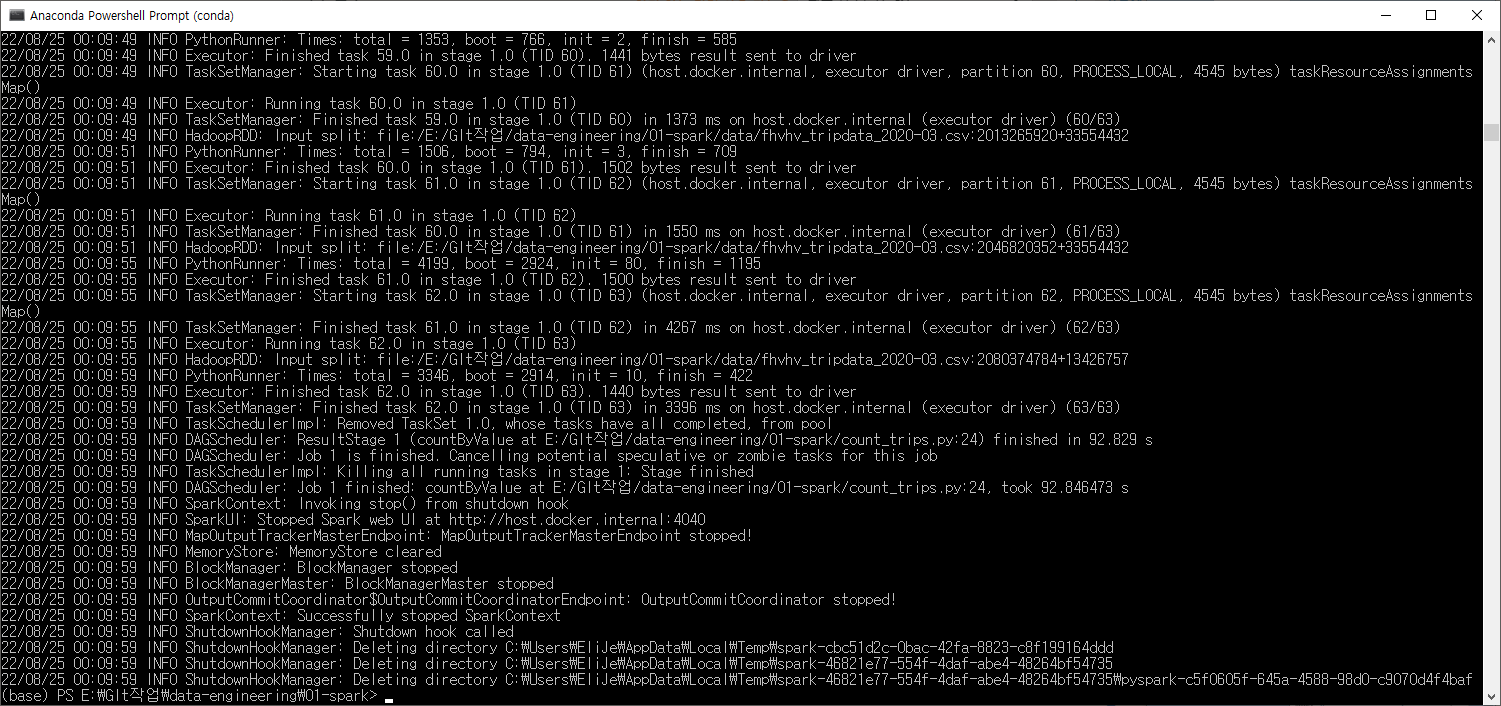 Anaconda Powershell Prompt (conda)
22/08/25 00:09:49 INFO PythonRunner: Times: total = 1353, boot = 766, init = 2, finish = 585
22/08/25 00:09:49 INFO Executor: Finished task 59.0 in stage 1.0 (TID 60). 1441 bytes result sent to driver
22/08/25 00:09:49 INFO TaskSetManager: Starting task 60.0 in stage 1.0 (TID 61) (host.docker.internal, executor driver, partition 60, PROCESS_LOCAL, 4545 bytes) taskResourceAssignments
Map()
22/08/25 00:09:49 INFO Executor: Running task 60.0 in stage 1.0 (TID 61)
22/08/25 00:09:49 INFO TaskSetManager: Finished task 59.0 in stage 1.0 (TID 60) in 1373 ms on host.docker.internal (executor driver) (60/63)
22/08/25 00:09:49 INFO HadoopRDD: Input split: file:/E:/GIt작업/data-engineering/01-spark/data/fhvhv_tripdata_2020-03.csv:2013265920+33554432
22/08/25 00:09:51 INFO PythonRunner: Times: total = 1506, boot = 794, init = 3, finish = 709
22/08/25 00:09:51 INFO Executor: Finished task 60.0 in stage 1.0 (TID 61). 1502 bytes result sent to driver
22/08/25 00:09:51 INFO TaskSetManager: Starting task 61.0 in stage 1.0 (TID 62) (host.docker.internal, executor driver, partition 61, PROCESS_LOCAL, 4545 bytes) taskResourceAssignments
Map()
22/08/25 00:09:51 INFO Executor: Running task 61.0 in stage 1.0 (TID 62)
22/08/25 00:09:51 INFO TaskSetManager: Finished task 60.0 in stage 1.0 (TID 61) in 1550 ms on host.docker.internal (executor driver) (61/63)
22/08/25 00:09:51 INFO HadoopRDD: Input split: file:/E:/GIt작업/data-engineering/01-spark/data/fhvhv_tripdata_2020-03.csv:2046820352+33554432
22/08/25 00:09:55 INFO PythonRunner: Times: total = 4199, boot = 2924, init = 80, finish = 1195
22/08/25 00:09:55 INFO Executor: Finished task 61.0 in stage 1.0 (TID 62). 1500 bytes result sent to driver
22/08/25 00:09:55 INFO TaskSetManager: Starting task 62.0 in stage 1.0 (TID 63) (host.docker.internal, executor driver, partition 62, PROCESS_LOCAL, 4545 bytes) taskResourceAssignments
Map()
22/08/25 00:09:55 INFO TaskSetManager: Finished task 61.0 in stage 1.0 (TID 62) in 4267 ms on host.docker.internal (executor driver) (62/63)
22/08/25 00:09:55 INFO Executor: Running task 62.0 in stage 1.0 (TID 63)
22/08/25 00:09:55 INFO HadoopRDD: Input split: file:/E:/GIt작업/data-engineering/01-spark/data/fhvhv_tripdata_2020-03.csv:2080374784+13426757
22/08/25 00:09:59 INFO PythonRunner: Times: total = 3346, boot = 2914, init = 10, finish = 422
22/08/25 00:09:59 INFO Executor: Finished task 62.0 in stage 1.0 (TID 63). 1440 bytes result sent to driver
22/08/25 00:09:59 INFO TaskSetManager: Finished task 62.0 in stage 1.0 (TID 63) in 3396 ms on host.docker.internal (executor driver) (63/63)
22/08/25 00:09:59 INFO TaskSchedulerImpl: Removed TaskSet 1.0, whose tasks have all completed, from pool
22/08/25 00:09:59 INFO DAGScheduler: ResultStage 1 (countByValue at E:/GIt작업/data-engineering/01-spark/count_trips.py:24) finished in 92.829 s
22/08/25 00:09:59 INFO DAGScheduler: Job 1 is finished. Cancelling potential speculative or zombie tasks for this job
22/08/25 00:09:59 INFO TaskSchedulerImpl: Killing all running tasks in stage 1: Stage finished
22/08/25 00:09:59 INFO DAGScheduler: Job 1 finished: countByValue at E:/GIt작업/data-engineering/01-spark/count_trips.py:24, took 92.846473 s
22/08/25 00:09:59 INFO SparkContext: Invoking stop() from shutdown hook
22/08/25 00:09:59 INFO SparkUI: Stopped Spark web UI at http://host.docker.internal:4040
22/08/25 00:09:59 INFO MapOutputTrackerMasterEndpoint: MapOutputTrackerMasterEndpoint stopped!
22/08/25 00:09:59 INFO MemoryStore: MemoryStore cleared
22/08/25 00:09:59 INFO BlockManager: BlockManager stopped
22/08/25 00:09:59 INFO BlockManagerMaster: BlockManagerMaster stopped
22/08/25 00:09:59 INFO OutputCommitCoordinator$OutputCommitCoordinatorEndpoint: OutputCommitCoordinator stopped!
22/08/25 00:09:59 INFO SparkContext: Successfully stopped SparkContext
22/08/25 00:09:59 INFO ShutdownHookManager: Shutdown hook called
22/08/25 00:09:59 INFO ShutdownHookManager: Deleting directory C:₩Users₩EliJe₩AppData₩Local₩Temp₩spark-cbc51d2c-0bac-42fa-8823-c8f199164ddd
22/08/25 00:09:59 INFO ShutdownHookManager: Deleting directory C:₩Users₩EliJe₩AppData₩Local₩Temp₩spark-46821e77-554f-4daf-abe4-48264bf54735
22/08/25 00:09:59 INFO ShutdownHookManager: Deleting directory C:₩Users₩EliJe₩AppData₩Local₩Temp₩spark-46821e77-554f-4daf-abe4-48264bf54735₩pyspark-c5f0605f-645a-4588-98d0-c9070d4f4baf
(base) PS E:₩GIt작업₩data-engineering₩01-spark>